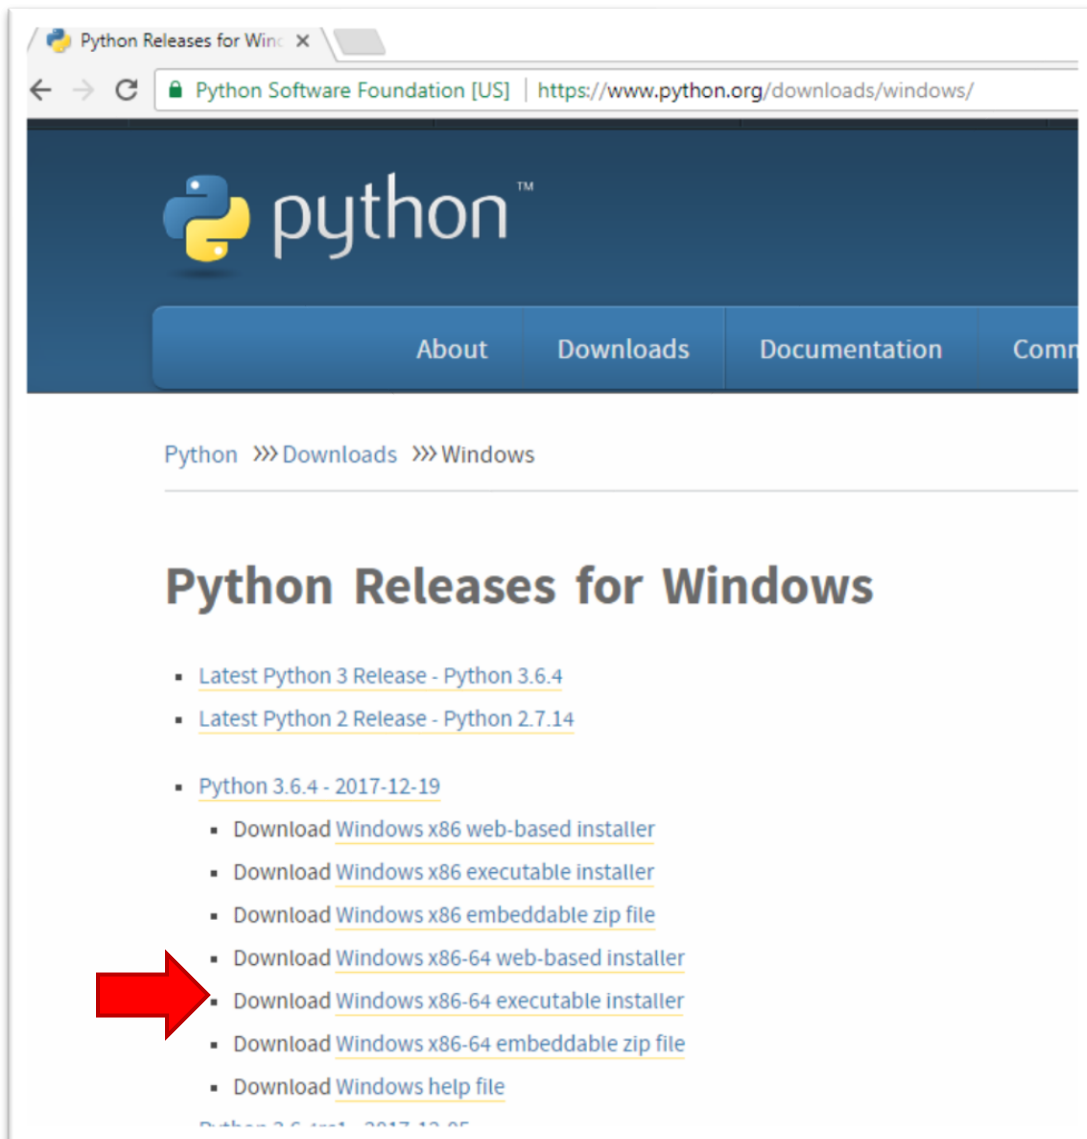 Python Releases for Wind
Python Software Foundation [US] | https://www.python.org/downloads/windows/
python™
About Downloads Documentation Comm
Python >>> Downloads >>> Windows
Python Releases for Windows
Latest Python 3 Release - Python 3.6.4
Latest Python 2 Release - Python 2.7.14
Python 3.6.4 - 2017-12-19
Download Windows x86 web-based installer
Download Windows x86 executable installer
Download Windows x86 embeddable zip file
Download Windows x86-64 web-based installer
Download Windows x86-64 executable installer
Download Windows x86-64 embeddable zip file
Download Windows help file